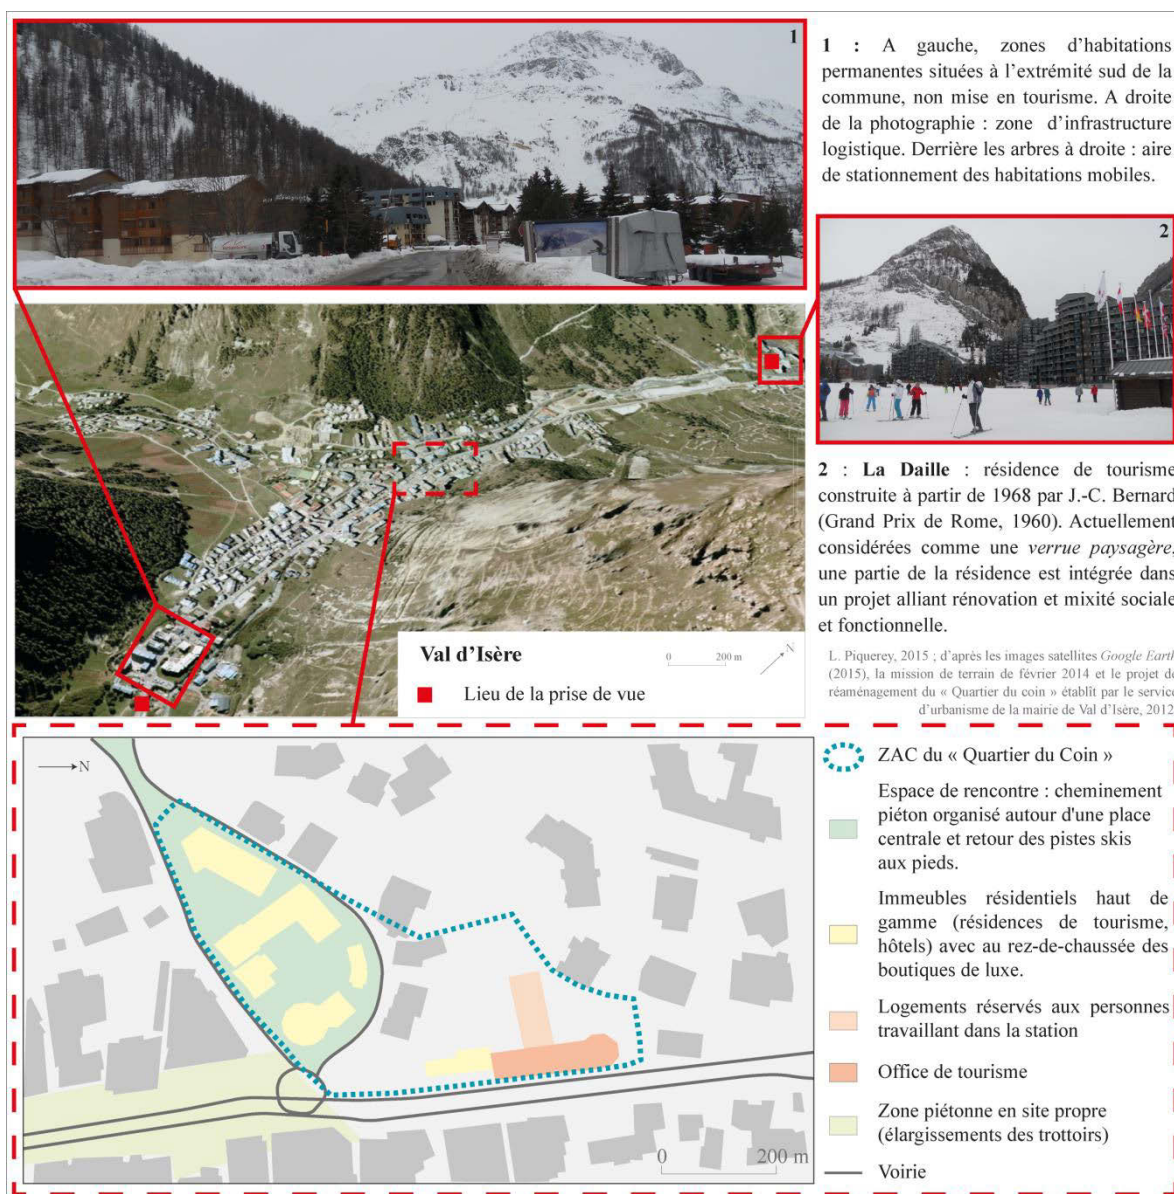 1
1 : A gauche, zones d'habitations
permanentes situées à l'extrémité sud de la
commune, non mise en tourisme. A droite
de la photographie : zone d'infrastructure
logistique. Derrière les arbres à droite : aire
de stationnement des habitations mobiles.
2
2 : La Daille : résidence de tourisme
construite à partir de 1968 par J.-C. Bernard
(Grand Prix de Rome, 1960). Actuellement
considérées comme une verrue paysagère,
une partie de la résidence est intégrée dans
un projet alliant rénovation et mixité sociale
et fonctionnelle.
L. Piquerey, 2015 ; d'après les images satellites Google Earth
(2015), la mission de terrain de février 2014 et le projet de
réaménagement du « Quartier du coin » établit par le service
d'urbanisme de la mairie de Val d'Isère, 2012
Val d'Isère
0 200 m
N
Lieu de la prise de vue
N
0 200 m
ZAC du « Quartier du Coin »
Espace de rencontre : cheminement
piéton organisé autour d'une place
centrale et retour des pistes skis
aux pieds.
Immeubles résidentiels haut de
gamme (résidences de tourisme,
hôtels) avec au rez-de-chaussée des
boutiques de luxe.
Logements réservés aux personnes
travaillant dans la station
Office de tourisme
Zone piétonne en site propre
(élargissements des trottoirs)
Voirie